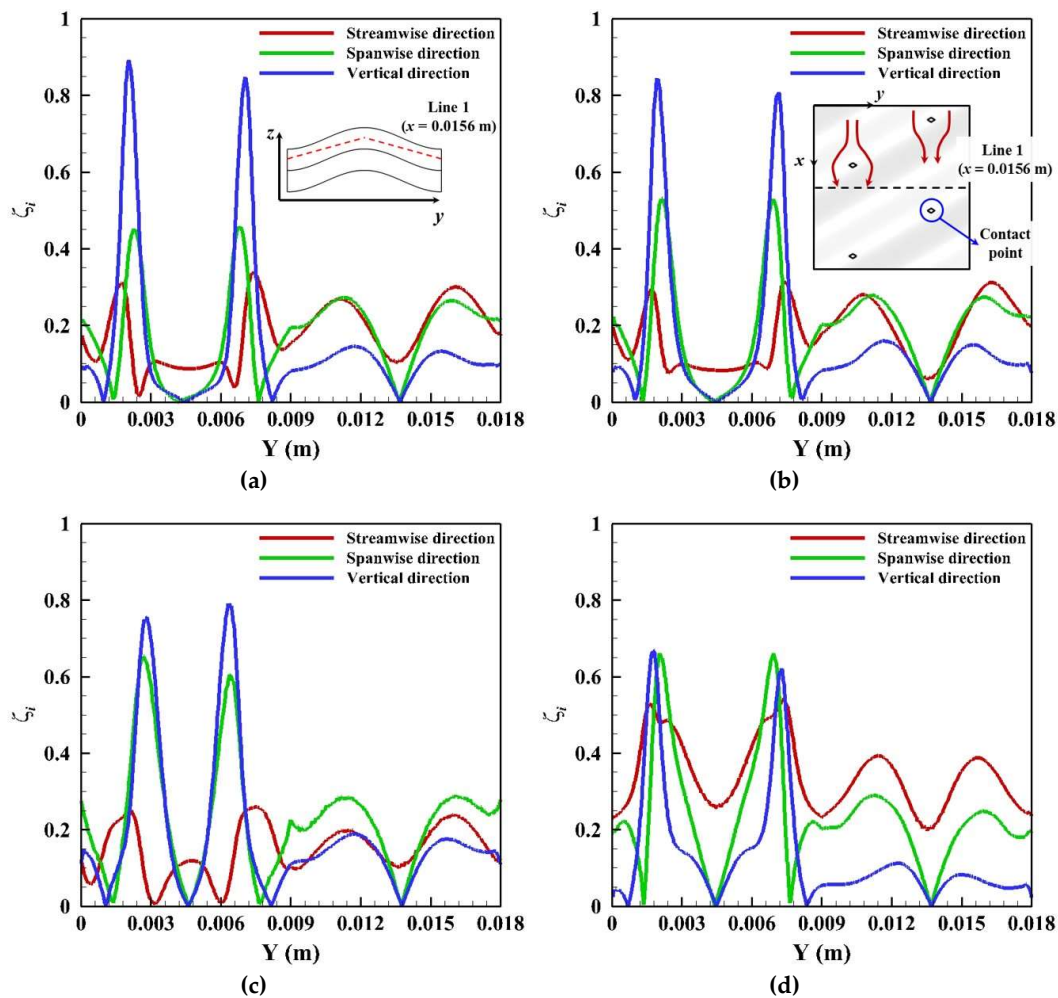 1
0.8
0.6
0.4
0.2
0
ζi
Streamwise direction
Spanwise direction
Vertical direction
Line 1
(x = 0.0156 m)
z
y
0 0.003 0.006 0.009 0.012 0.015 0.018
Y (m)
(a)
1
0.8
0.6
0.4
0.2
0
ζi
Streamwise direction
Spanwise direction
Vertical direction
y
x
Line 1
(x = 0.0156 m)
Contact
point
0 0.003 0.006 0.009 0.012 0.015 0.018
Y (m)
(b)
1
0.8
0.6
0.4
0.2
0
ζi
Streamwise direction
Spanwise direction
Vertical direction
0 0.003 0.006 0.009 0.012 0.015 0.018
Y (m)
(c)
1
0.8
0.6
0.4
0.2
0
ζi
Streamwise direction
Spanwise direction
Vertical direction
0 0.003 0.006 0.009 0.012 0.015 0.018
Y (m)
(d)